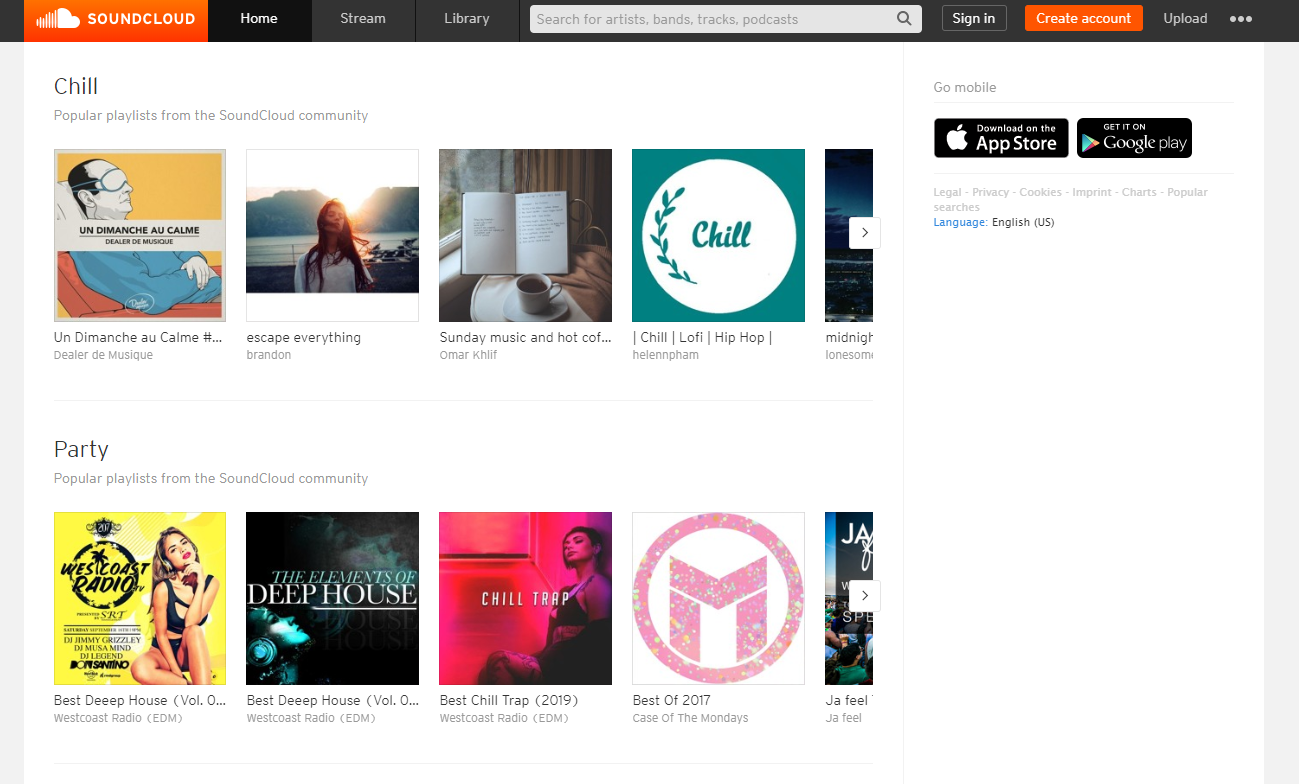 SOUNDCLOUD
Home
Stream
Library
Search for artists, bands, tracks, podcasts
Sign in
Create account
Upload
Chill
Popular playlists from the SoundCloud community
UN DIMANCHE AU CALME
DEALER DE MUSIQUE
Chill
Un Dimanche au Calme #...
Dealer de Musique
escape everything
brandon
Sunday music and hot cof...
Omar Khlif
| Chill | Lofi | Hip Hop |
helennpham
midnigh
lonesome
Party
Popular playlists from the SoundCloud community
207
WESTCOAST
RADIO
PRESENTED BY S.R.T
DJ JIMMY GRIZZLEY
DJ MUSA MIND
DJ LEGEND
DON SANTINO
THE ELEMENTS OF
DEEP HOUSE
CHILL TRAP
JA
SPE
Best Deeep House (Vol. 0...
Westcoast Radio (EDM)
Best Deeep House (Vol. 0...
Westcoast Radio (EDM)
Best Chill Trap (2019)
Westcoast Radio (EDM)
Best Of 2017
Case Of The Mondays
Ja feel
Ja feel
Go mobile
Download on the
App Store
GET IT ON
Google play
Legal - Privacy - Cookies - Imprint - Charts - Popular
searches
Language: English (US)